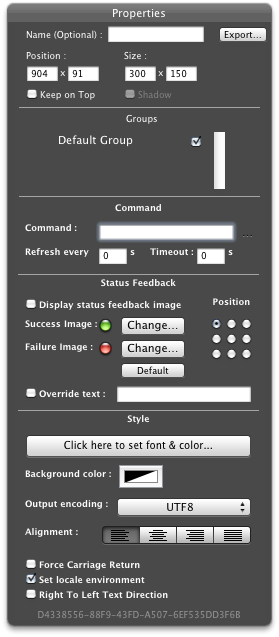 Properties
Name (Optional) : Export...
Position : Size :
904 x 91 300 x 150
Keep on Top Shadow
Groups
Default Group
Command
Command : ...
Refresh every 0 s Timeout : 0 s
Status Feedback
Display status feedback image Position
Success Image : Change...
Failure Image : Change...
Default
Override text :
Style
Click here to set font & color...
Background color :
Output encoding : UTF8
Alignment :
Force Carriage Return
Set locale environment
Right To Left Text Direction
D4338556-88F9-43FD-A507-6EF535DD3F6B